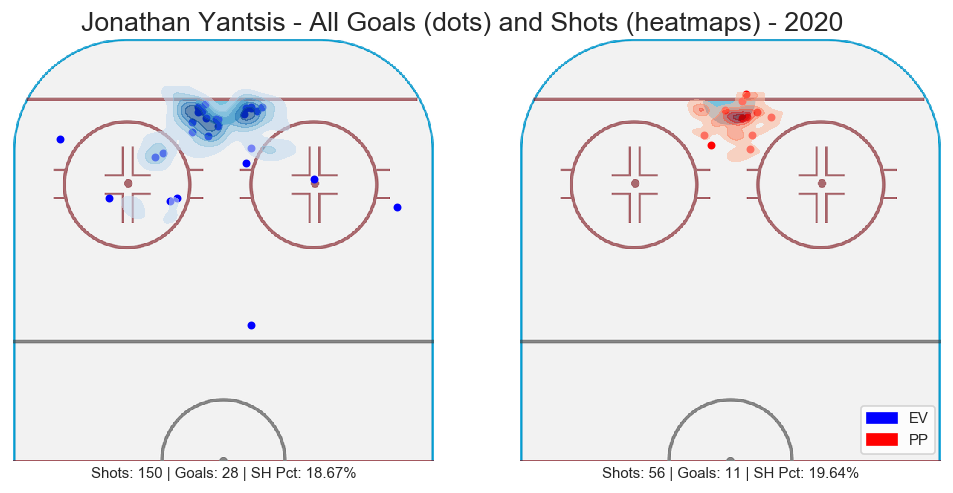 Jonathan Yantsis - All Goals (dots) and Shots (heatmaps) - 2020
EV
PP
Shots: 150 | Goals: 28 | SH Pct: 18.67%
Shots: 56 | Goals: 11 | SH Pct: 19.64%